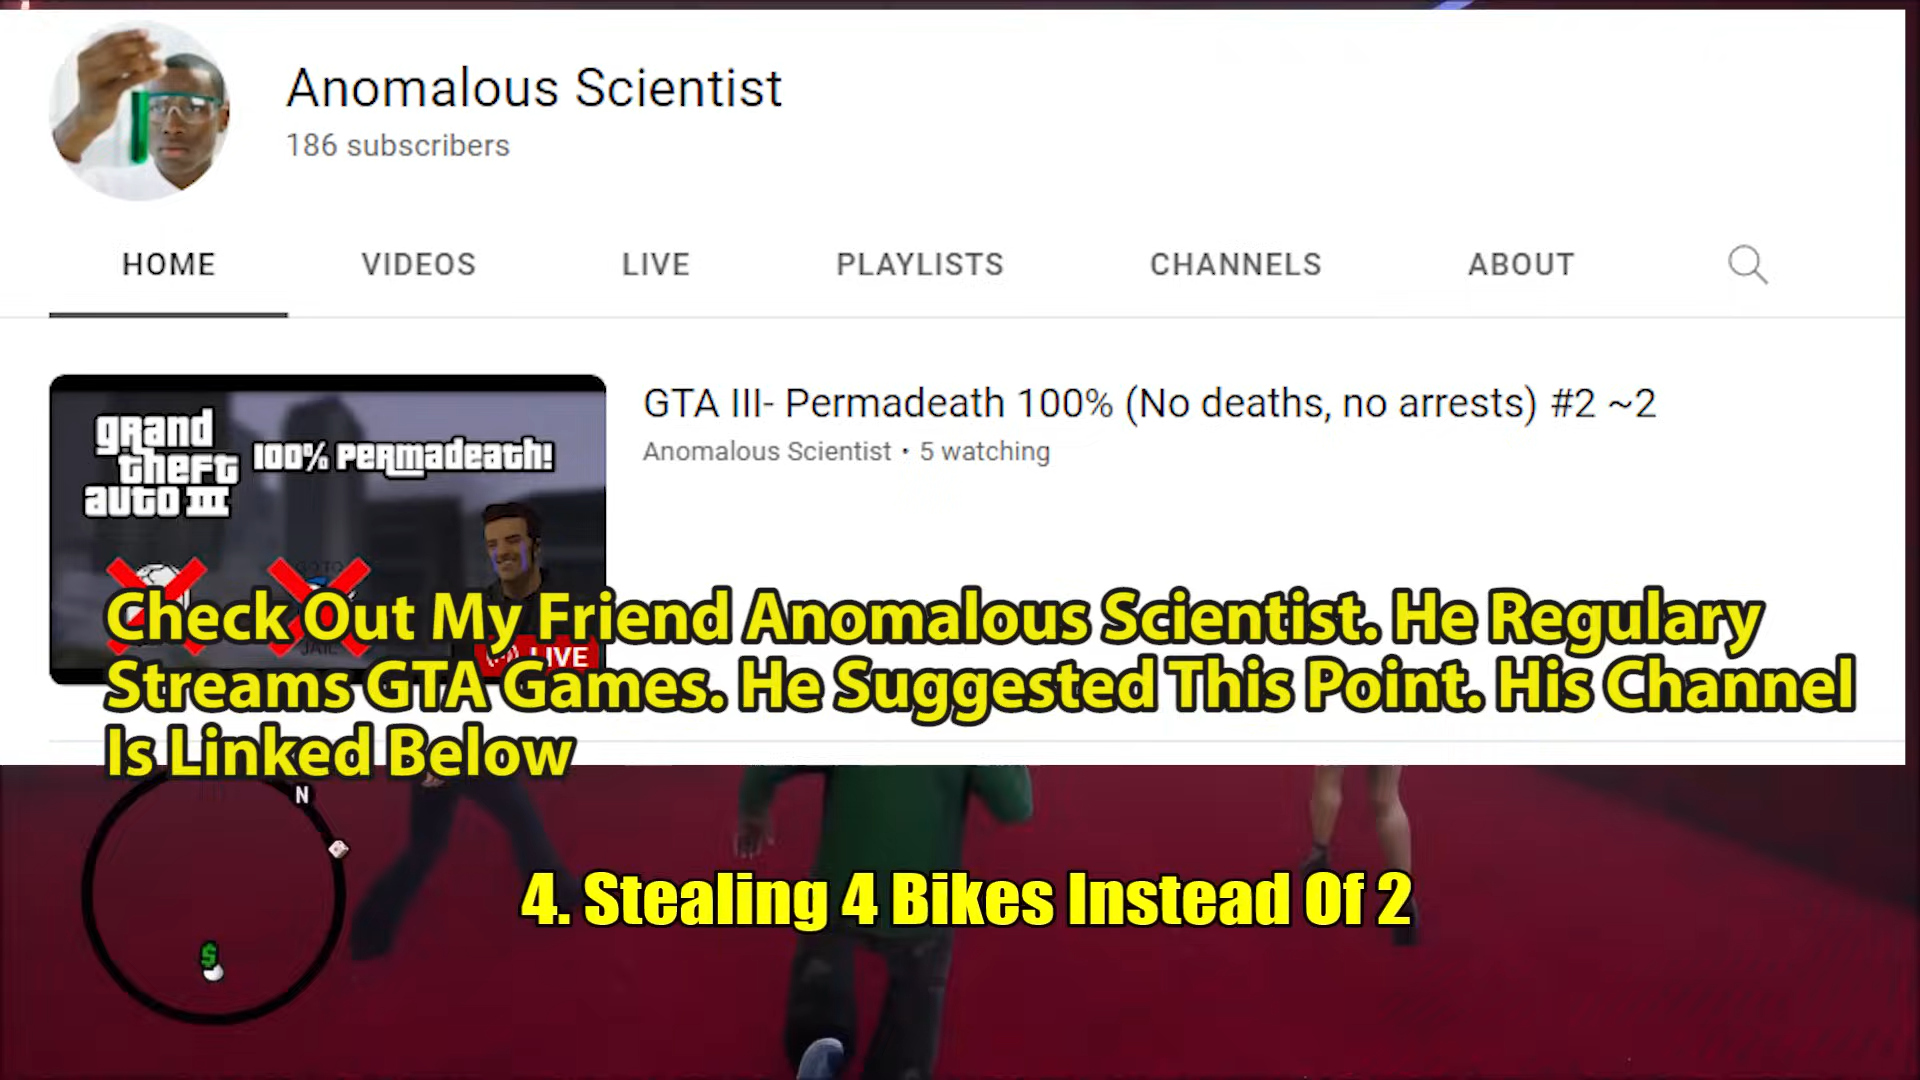 Anomalous Scientist
186 subscribers
HOME VIDEOS LIVE PLAYLISTS CHANNELS ABOUT
GTA III- Permadeath 100% (No deaths, no arrests) #2 ~2
Anomalous Scientist • 5 watching
grand
theft
auto III
100% Permadeath!
GO TO
JAIL
LIVE
Check Out My Friend Anomalous Scientist. He Regulary
Streams GTA Games. He Suggested This Point. His Channel
Is Linked Below
N
$
4. Stealing 4 Bikes Instead Of 2